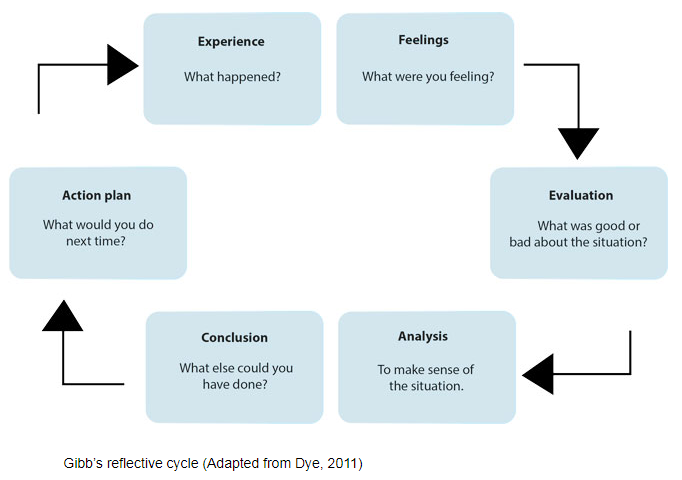 Experience
What happened?
Feelings
What were you feeling?
Evaluation
What was good or
bad about the situation?
Analysis
To make sense of
the situation.
Conclusion
What else could you
have done?
Action plan
What would you do
next time?
Gibb's reflective cycle (Adapted from Dye, 2011)